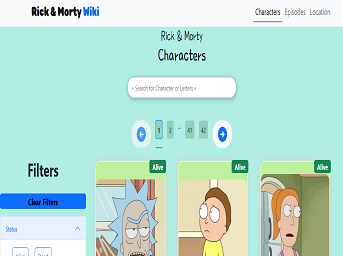 Rick & Morty Wiki
Characters Episodes Location
Rick & Morty
Characters
« Search for Character or Letters »
1 2 ... 41 42
Filters
Clear Filters
Status
Alive
Alive
Alive